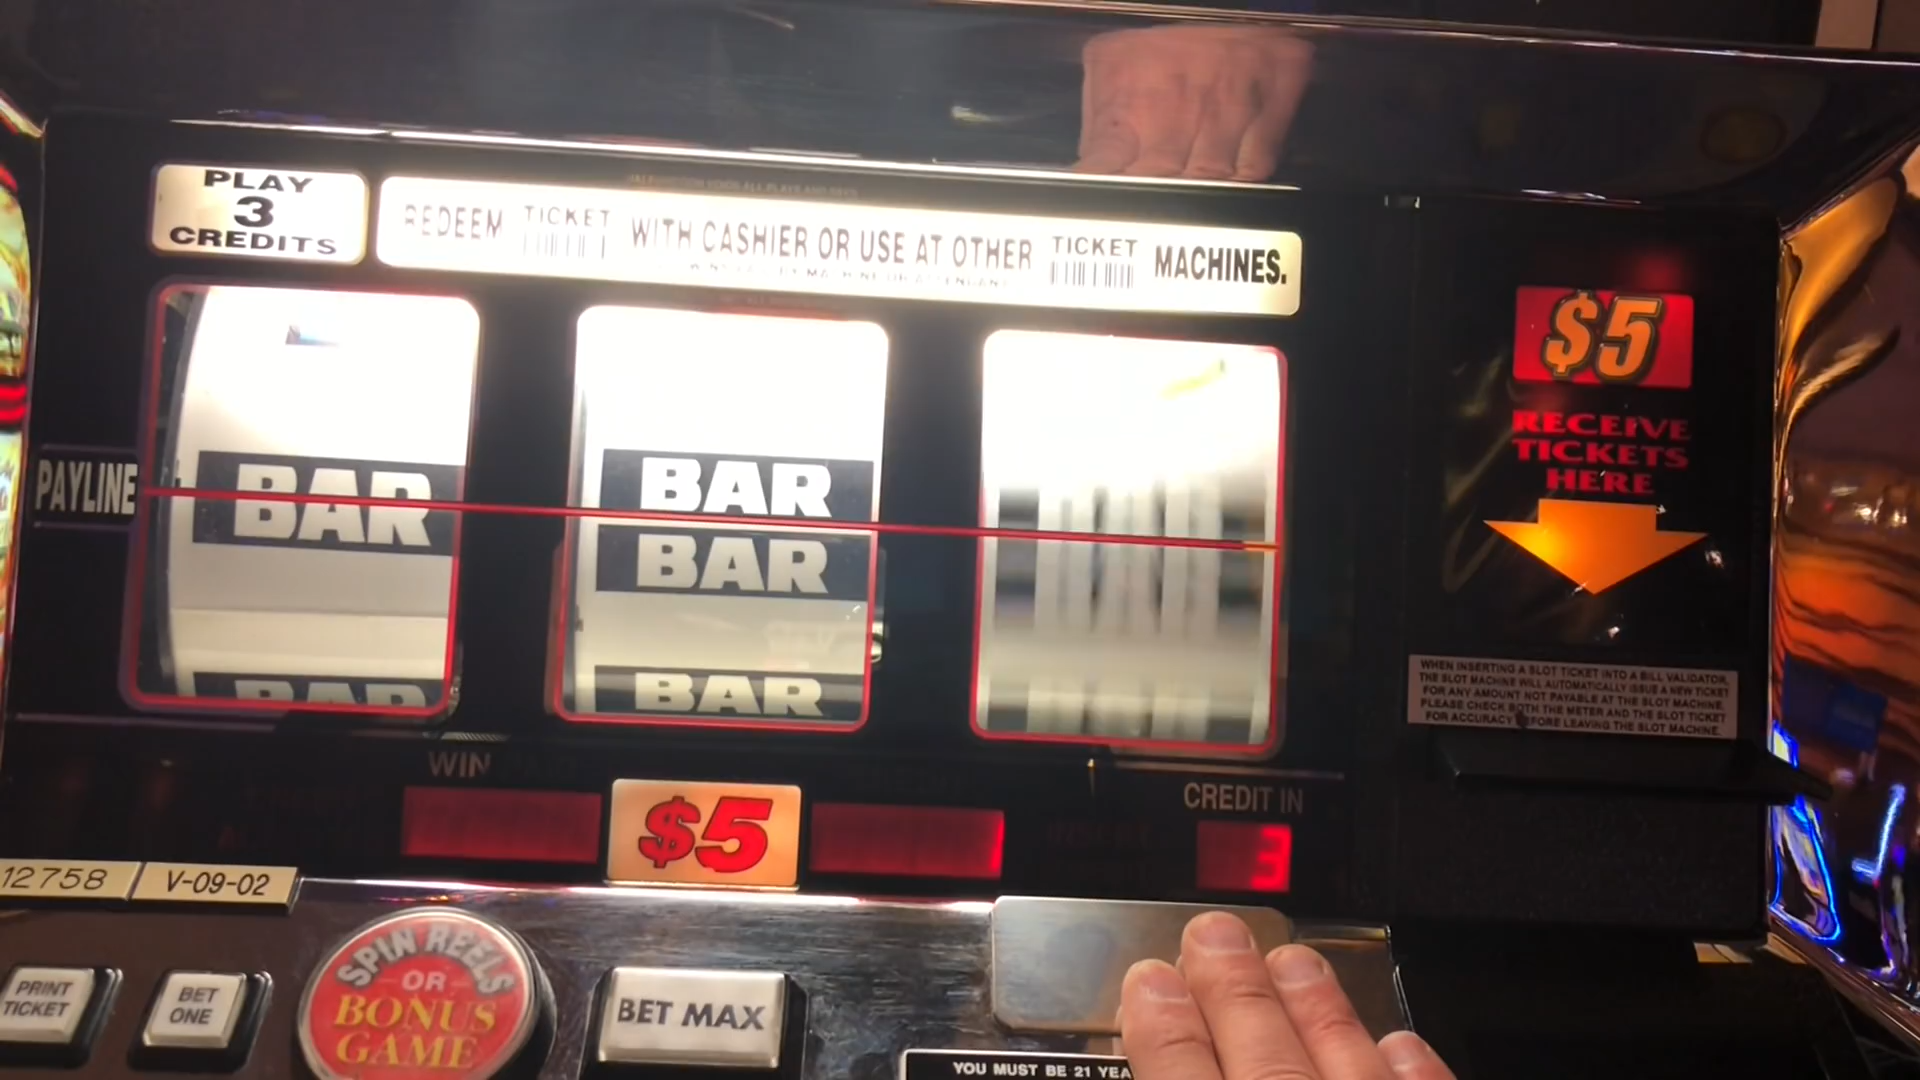 PLAY
3
CREDITS
REDEEM TICKET WITH CASHIER OR USE AT OTHER TICKET MACHINES.
$5
RECEIVE
TICKETS
HERE
PAYLINE
BAR
BAR
BAR
BAR
BAR
WHEN INSERTING A SLOT TICKET INTO A BILL VALIDATOR,
THE SLOT MACHINE WILL AUTOMATICALLY ISSUE A NEW TICKET
FOR ANY AMOUNT NOT PAYABLE AT THE SLOT MACHINE.
PLEASE CHECK BOTH THE METER AND THE SLOT TICKET
FOR ACCURACY BEFORE LEAVING THE SLOT MACHINE.
WIN
$5
CREDIT IN
3
12758
V-09-02
PRINT
TICKET
BET
ONE
SPIN REELS
OR
BONUS
GAME
BET MAX
YOU MUST BE 21